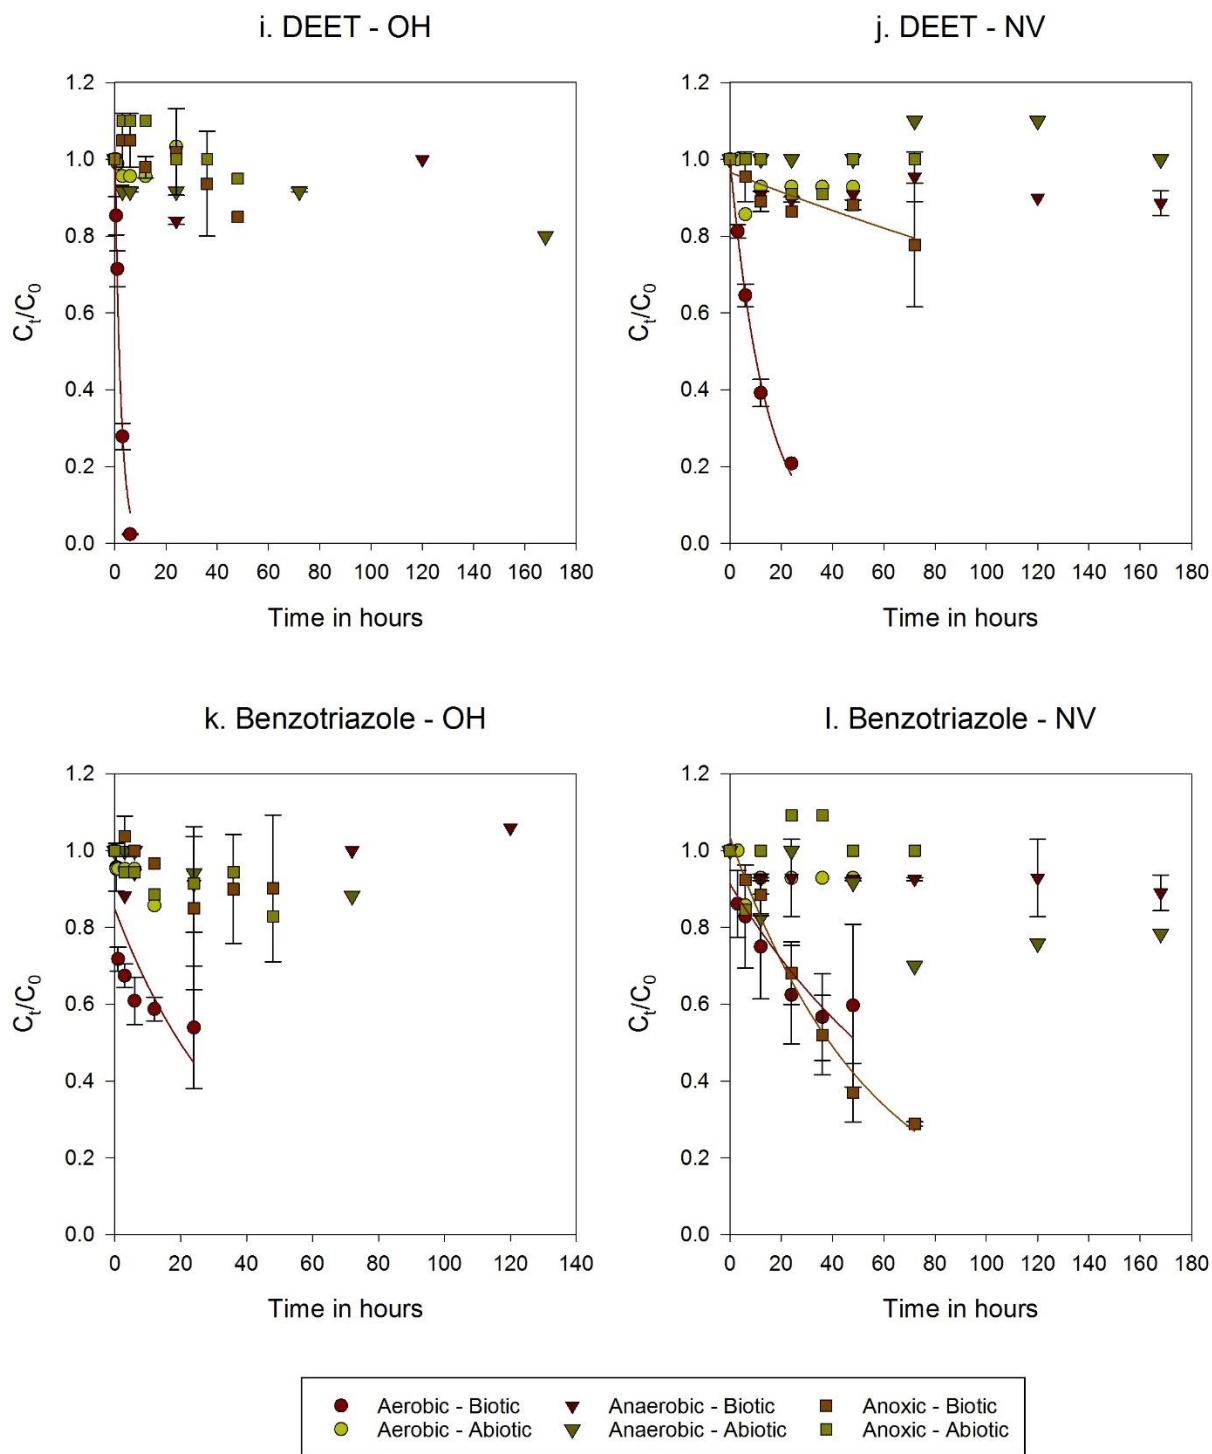 i. DEET - OH
1.2
1.0
0.8
0.6
0.4
0.2
0.0
Ct/C0
0 20 40 60 80 100 120 140 160 180
Time in hours
j. DEET - NV
1.2
1.0
0.8
0.6
0.4
0.2
0.0
Ct/C0
0 20 40 60 80 100 120 140 160 180
Time in hours
k. Benzotriazole - OH
1.2
1.0
0.8
0.6
0.4
0.2
0.0
Ct/C0
0 20 40 60 80 100 120 140
Time in hours
l. Benzotriazole - NV
1.2
1.0
0.8
0.6
0.4
0.2
0.0
Ct/C0
0 20 40 60 80 100 120 140 160 180
Time in hours
Aerobic - Biotic Anaerobic - Biotic Anoxic - Biotic
Aerobic - Abiotic Anaerobic - Abiotic Anoxic - Abiotic